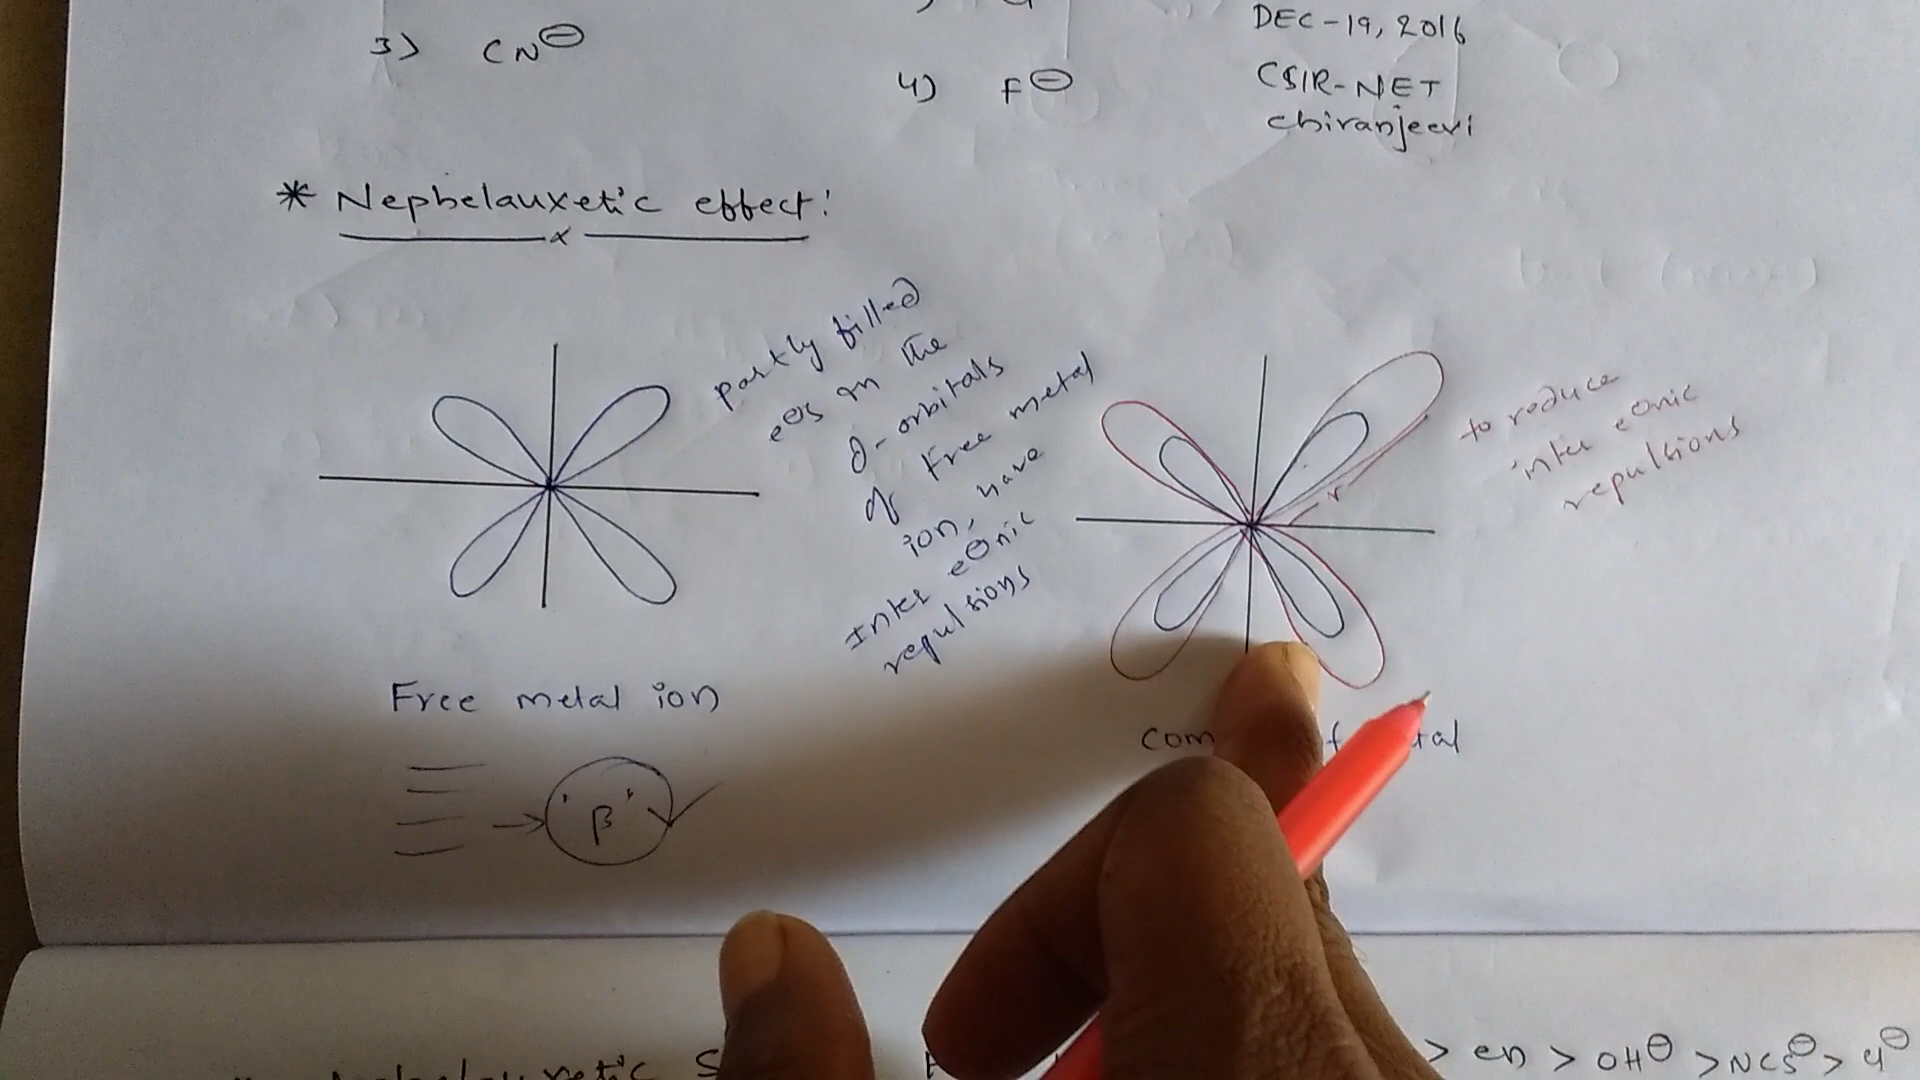 3) CN⊖
4) F⊖
DEC-19, 2016
CSIR-NET
chiranjeevi
* Nephelauxetic effect:
partly filled
e⊖s in the
d-orbitals
of Free metal
ion, have
Inter e⊖nic
repulsions
to reduce
inter e⊖nic
repulsions
r
Free metal ion
'β'
> en > OH⊖ > NCS⊖ > Cl⊖